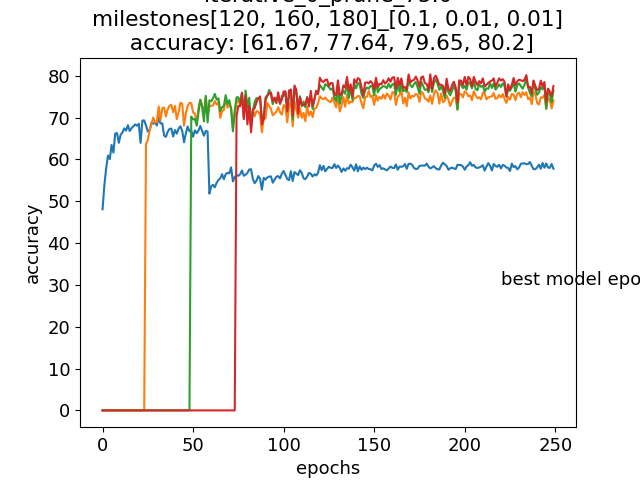 milestones[120, 160, 180]_[0.1, 0.01, 0.01]
accuracy: [61.67, 77.64, 79.65, 80.2]
80
70
60
50
40
30
20
10
0
accuracy
best model epo
0 50 100 150 200 250
epochs